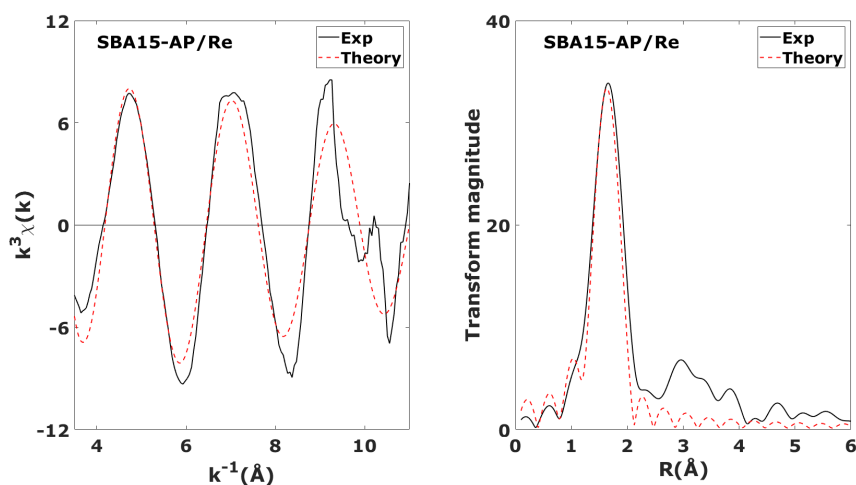 SBA15-AP/Re
Exp
Theory
12
6
0
-6
-12
k³χ(k)
4 6 8 10
k⁻¹(Å)
SBA15-AP/Re
Exp
Theory
40
20
0
Transform magnitude
0 1 2 3 4 5 6
R(Å)